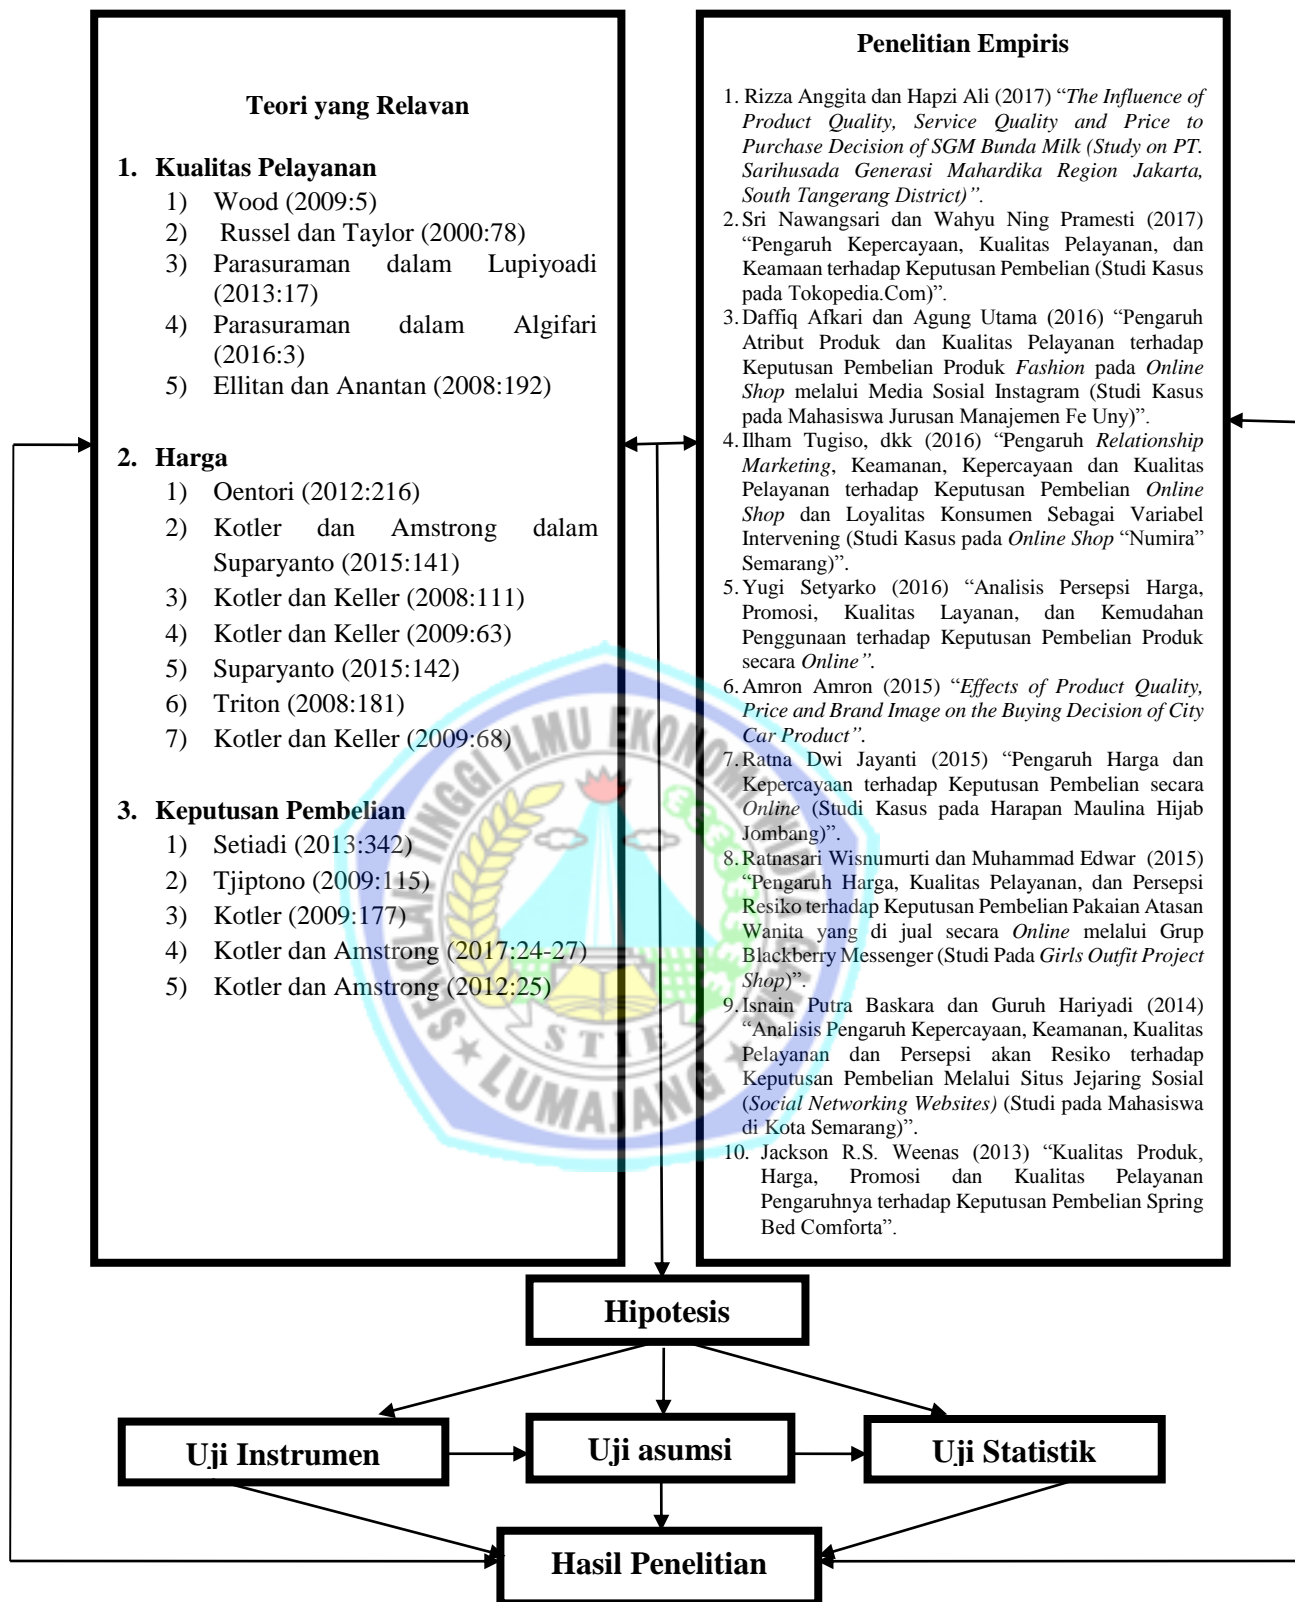 Teori yang Relavan
1. Kualitas Pelayanan
1) Wood (2009:5)
2) Russel dan Taylor (2000:78)
3) Parasuraman dalam Lupiyoadi
(2013:17)
4) Parasuraman dalam Algifari
(2016:3)
5) Ellitan dan Anantan (2008:192)
2. Harga
1) Oentori (2012:216)
2) Kotler dan Amstrong dalam
Suparyanto (2015:141)
3) Kotler dan Keller (2008:111)
4) Kotler dan Keller (2009:63)
5) Suparyanto (2015:142)
6) Triton (2008:181)
7) Kotler dan Keller (2009:68)
3. Keputusan Pembelian
1) Setiadi (2013:342)
2) Tjiptono (2009:115)
3) Kotler (2009:177)
4) Kotler dan Amstrong (2017:24-27)
5) Kotler dan Amstrong (2012:25)
Penelitian Empiris
1. Rizza Anggita dan Hapzi Ali (2017) “The Influence of
Product Quality, Service Quality and Price to
Purchase Decision of SGM Bunda Milk (Study on PT.
Sarihusada Generasi Mahardika Region Jakarta,
South Tangerang District)”.
2. Sri Nawangsari dan Wahyu Ning Pramesti (2017)
“Pengaruh Kepercayaan, Kualitas Pelayanan, dan
Keamaan terhadap Keputusan Pembelian (Studi Kasus
pada Tokopedia.Com)”.
3. Daffiq Afkari dan Agung Utama (2016) “Pengaruh
Atribut Produk dan Kualitas Pelayanan terhadap
Keputusan Pembelian Produk Fashion pada Online
Shop melalui Media Sosial Instagram (Studi Kasus
pada Mahasiswa Jurusan Manajemen Fe Uny)”.
4. Ilham Tugiso, dkk (2016) “Pengaruh Relationship
Marketing, Keamanan, Kepercayaan dan Kualitas
Pelayanan terhadap Keputusan Pembelian Online
Shop dan Loyalitas Konsumen Sebagai Variabel
Intervening (Studi Kasus pada Online Shop “Numira”
Semarang)”.
5. Yugi Setyarko (2016) “Analisis Persepsi Harga,
Promosi, Kualitas Layanan, dan Kemudahan
Penggunaan terhadap Keputusan Pembelian Produk
secara Online”.
6. Amron Amron (2015) “Effects of Product Quality,
Price and Brand Image on the Buying Decision of City
Car Product”.
7. Ratna Dwi Jayanti (2015) “Pengaruh Harga dan
Kepercayaan terhadap Keputusan Pembelian secara
Online (Studi Kasus pada Harapan Maulina Hijab
Jombang)”.
8. Ratnasari Wisnumurti dan Muhammad Edwar (2015)
“Pengaruh Harga, Kualitas Pelayanan, dan Persepsi
Resiko terhadap Keputusan Pembelian Pakaian Atasan
Wanita yang di jual secara Online melalui Grup
Blackberry Messenger (Studi Pada Girls Outfit Project
Shop)”.
9. Isnain Putra Baskara dan Guruh Hariyadi (2014)
“Analisis Pengaruh Kepercayaan, Keamanan, Kualitas
Pelayanan dan Persepsi akan Resiko terhadap
Keputusan Pembelian Melalui Situs Jejaring Sosial
(Social Networking Websites) (Studi pada Mahasiswa
di Kota Semarang)”.
10. Jackson R.S. Weenas (2013) “Kualitas Produk,
Harga, Promosi dan Kualitas Pelayanan
Pengaruhnya terhadap Keputusan Pembelian Spring
Bed Comforta”.
SEKOLAH TINGGI ILMU EKONOMI WIDYA GAMA
STIE
LUMAJANG
Hipotesis
Uji Instrumen
Uji asumsi
Uji Statistik
Hasil Penelitian